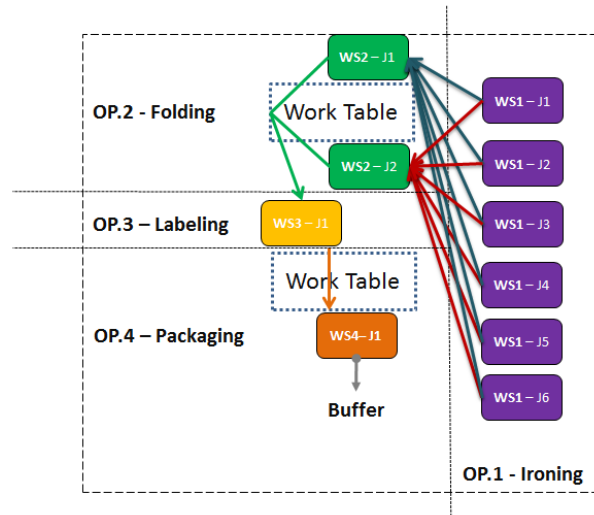 WS2 – J1
WS1 – J1
OP.2 - Folding
Work Table
WS2 – J2
WS1 – J2
OP.3 – Labeling
WS3 – J1
WS1 – J3
Work Table
WS1 – J4
OP.4 – Packaging
WS4– J1
WS1 – J5
Buffer
WS1 – J6
OP.1 - Ironing